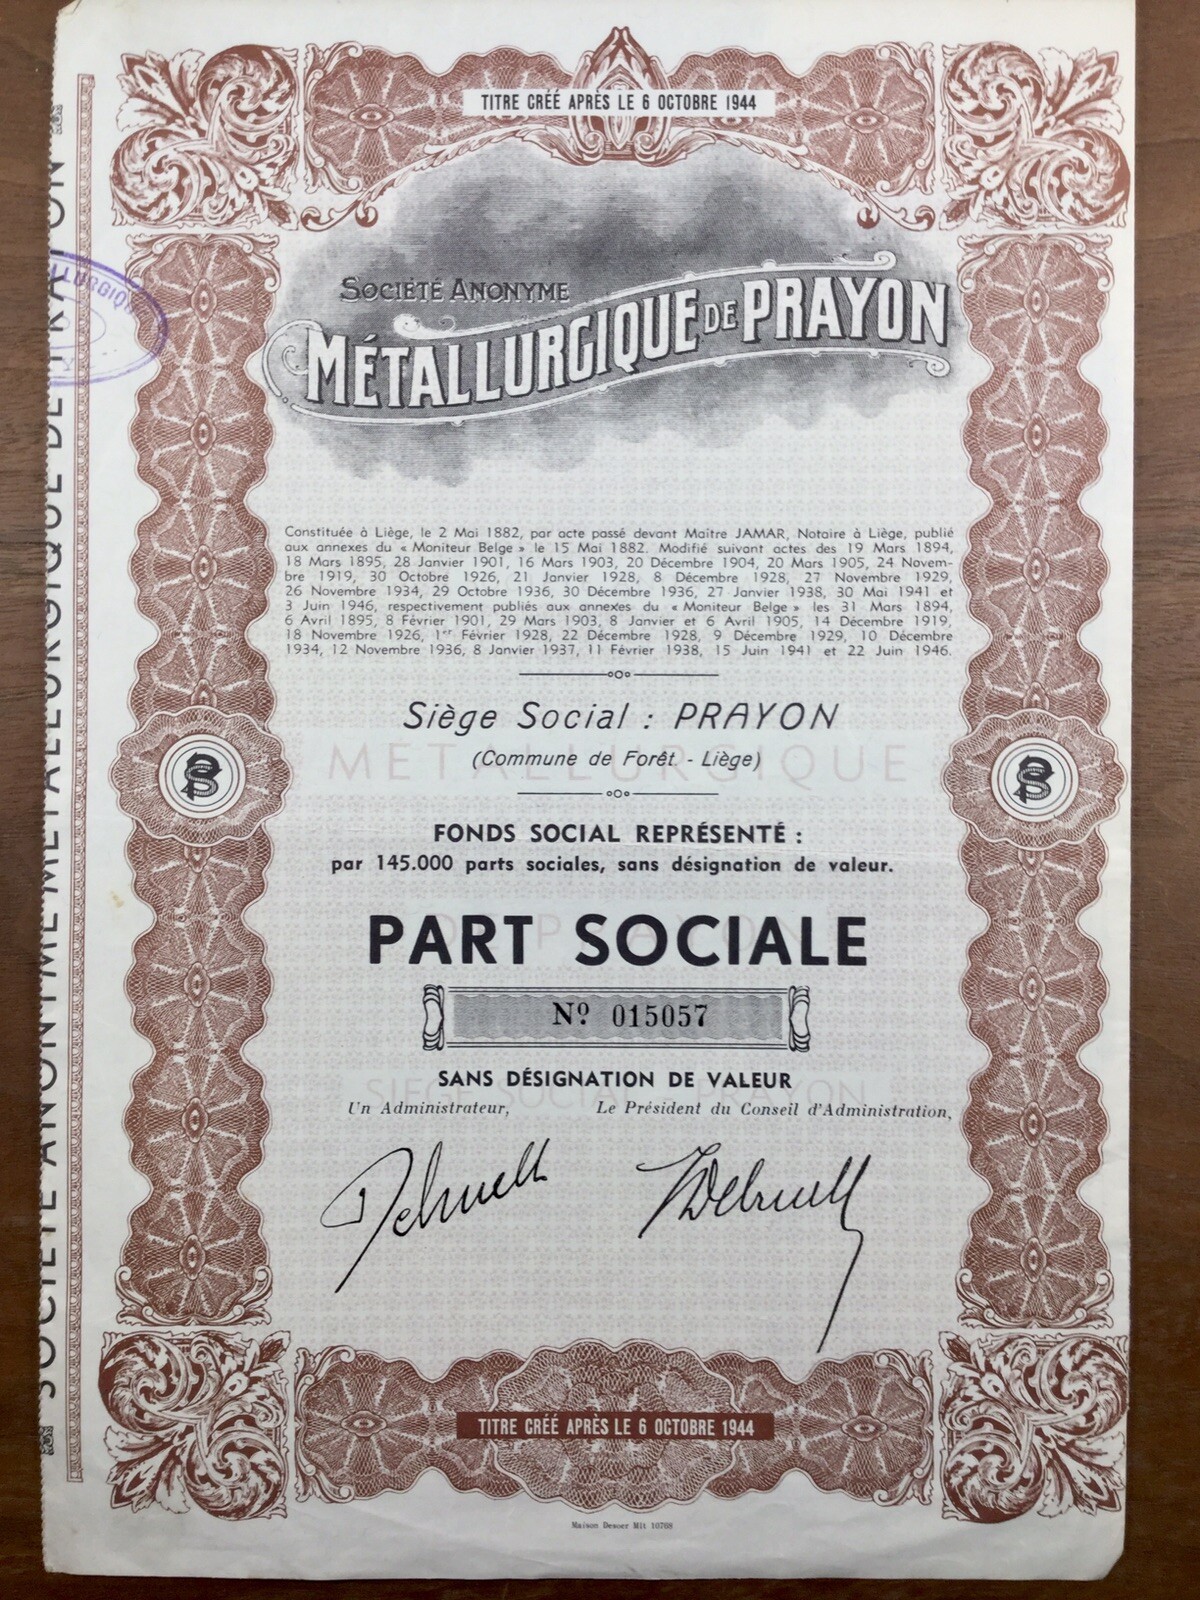 TITRE CRÉÉ APRÈS LE 6 OCTOBRE 1944
SOCIÉTÉ ANONYME
MÉTALLURGIQUE DE PRAYON
Constituée à Liège, le 2 Mai 1882, par acte passé devant Maître JAMAR, Notaire à Liège, publié
aux annexes du « Moniteur Belge » le 15 Mai 1882. Modifié suivant actes des 19 Mars 1894,
18 Mars 1895, 28 Janvier 1901, 16 Mars 1903, 20 Décembre 1904, 20 Mars 1905, 24 Novem-
bre 1919, 30 Octobre 1926, 21 Janvier 1928, 8 Décembre 1928, 27 Novembre 1929,
26 Novembre 1934, 29 Octobre 1936, 30 Décembre 1936, 27 Janvier 1938, 30 Mai 1941 et
3 Juin 1946, respectivement publiés aux annexes du « Moniteur Belge » les 31 Mars 1894,
6 Avril 1895, 8 Février 1901, 29 Mars 1903, 8 Janvier et 6 Avril 1905, 14 Décembre 1919,
18 Novembre 1926, 1er Février 1928, 22 Décembre 1928, 9 Décembre 1929, 10 Décembre
1934, 12 Novembre 1936, 8 Janvier 1937, 11 Février 1938, 15 Juin 1941 et 22 Juin 1946.
Siège Social : PRAYON
METALLURGIQUE
(Commune de Forêt - Liège)
FONDS SOCIAL REPRÉSENTÉ :
par 145.000 parts sociales, sans désignation de valeur.
DE PRAYON
PART SOCIALE
Nº 015057
SANS DÉSIGNATION DE VALEUR
SIEGE SOCIAL PRAYON
Un Administrateur, Le Président du Conseil d'Administration,
TITRE CRÉÉ APRÈS LE 6 OCTOBRE 1944
Maison Desoer Mlt 10768
SOCIÉTÉ ANONYME MÉTALLURGIQUE DE PRAYON